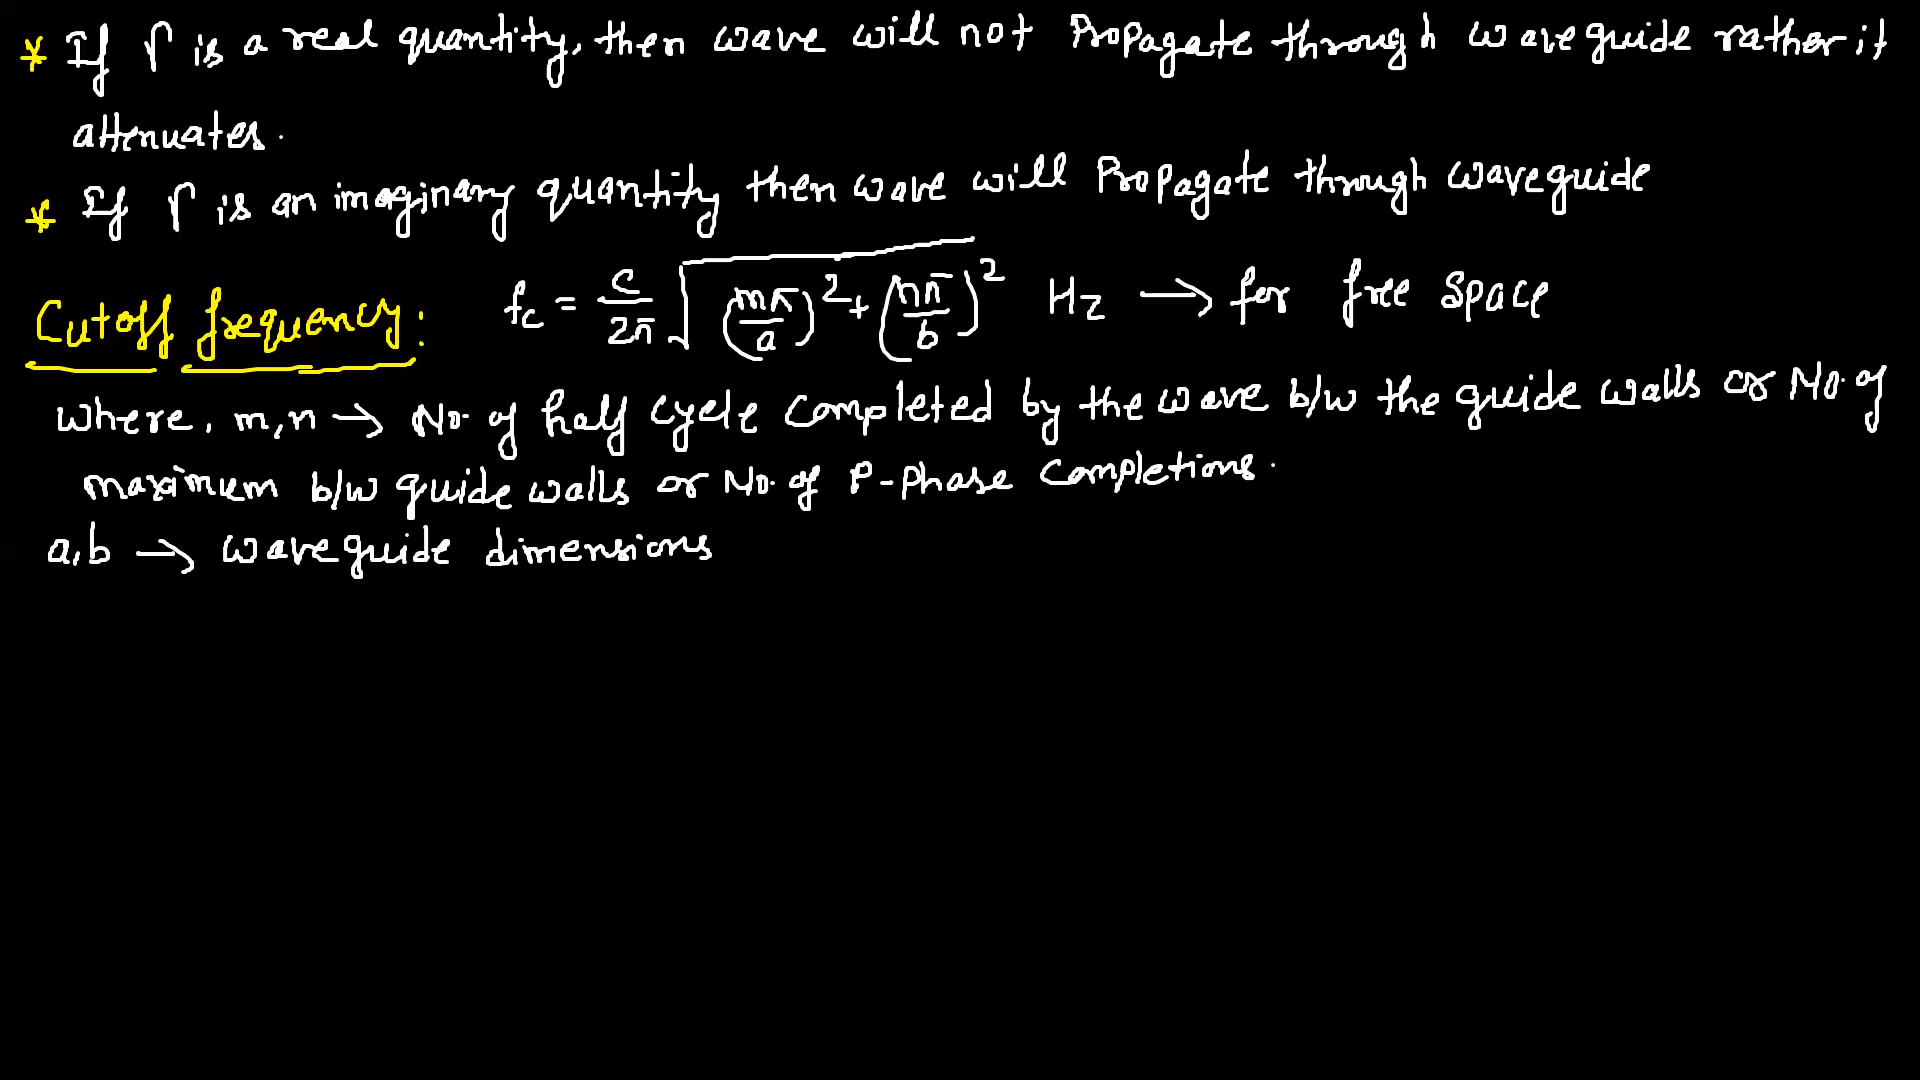 * If Γ is a real quantity, then wave will not Propagate through waveguide rather it
attenuates.
* If Γ is an imaginary quantity then wave will Propagate through waveguide
Cutoff frequency: fc = c/2π √((mπ/a)² + (nπ/b)²) Hz → for free space
where, m,n → No. of half cycle completed by the wave b/w the guide walls or No. of
maximum b/w guide walls or No. of P-phase completions.
a,b → waveguide dimensions